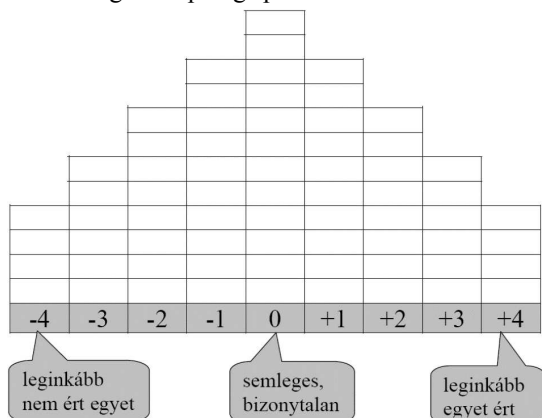 -4 -3 -2 -1 0 +1 +2 +3 +4
leginkább
nem ért egyet
semleges,
bizonytalan
leginkább
egyet ért